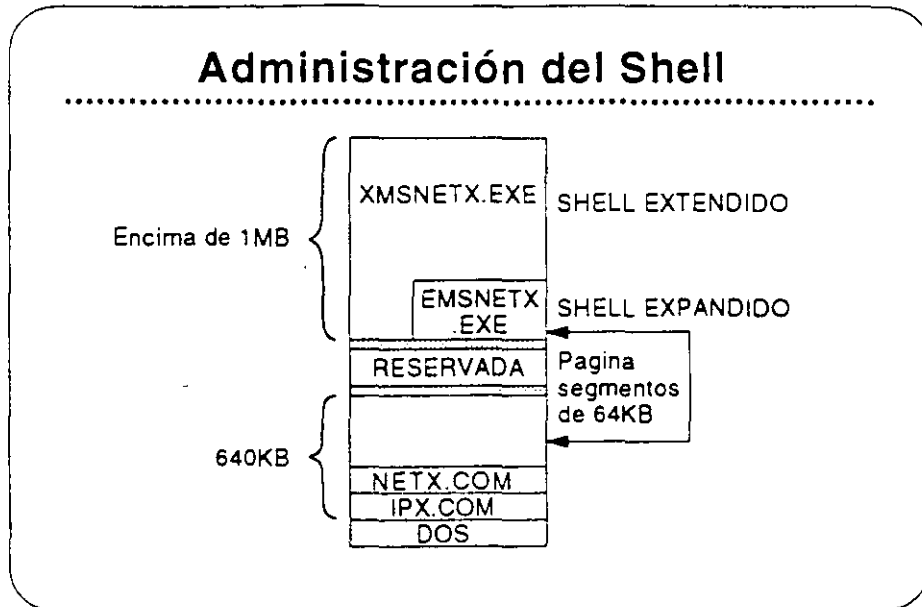 Administración del Shell
XMSNETX.EXE
SHELL EXTENDIDO
Encima de 1MB
EMSNETX
.EXE
SHELL EXPANDIDO
RESERVADA
Pagina
segmentos
de 64KB
640KB
NETX.COM
IPX.COM
DOS